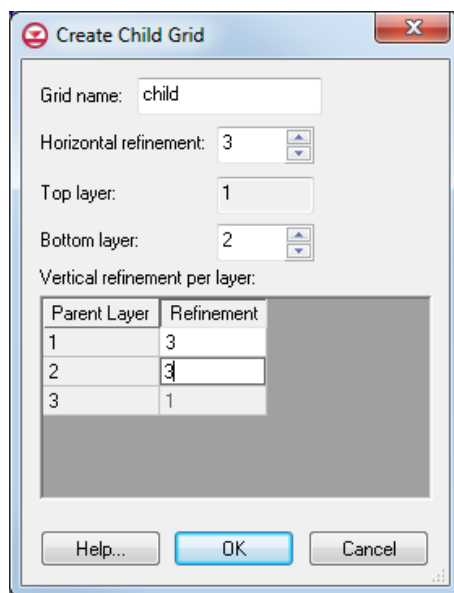 Create Child Grid
Grid name: child
Horizontal refinement: 3
Top layer: 1
Bottom layer: 2
Vertical refinement per layer:
Parent Layer Refinement
1 3
2 3
3 1
Help... OK Cancel